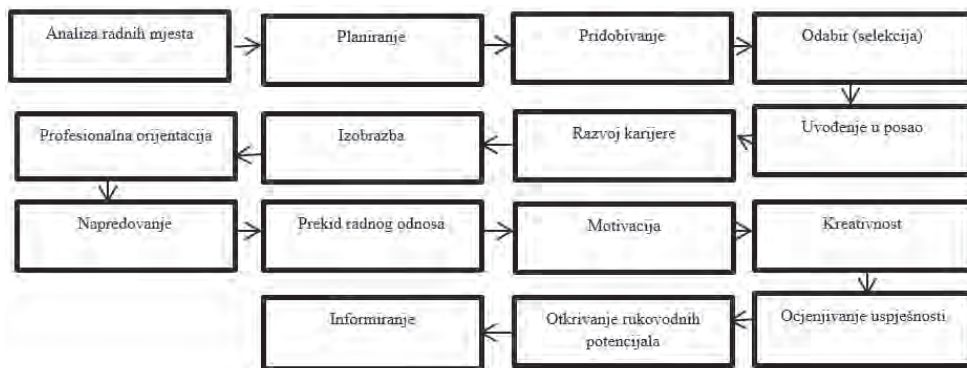 Analiza radnih mjesta
Planiranje
Pridobivanje
Odabir (selekcija)
Profesionalna orijentacija
Izobrazba
Razvoj karijere
Uvođenje u posao
Napredovanje
Prekid radnog odnosa
Motivacija
Kreativnost
Informiranje
Otkrivanje rukovodnih
potencijala
Ocjenjivanje uspješnosti